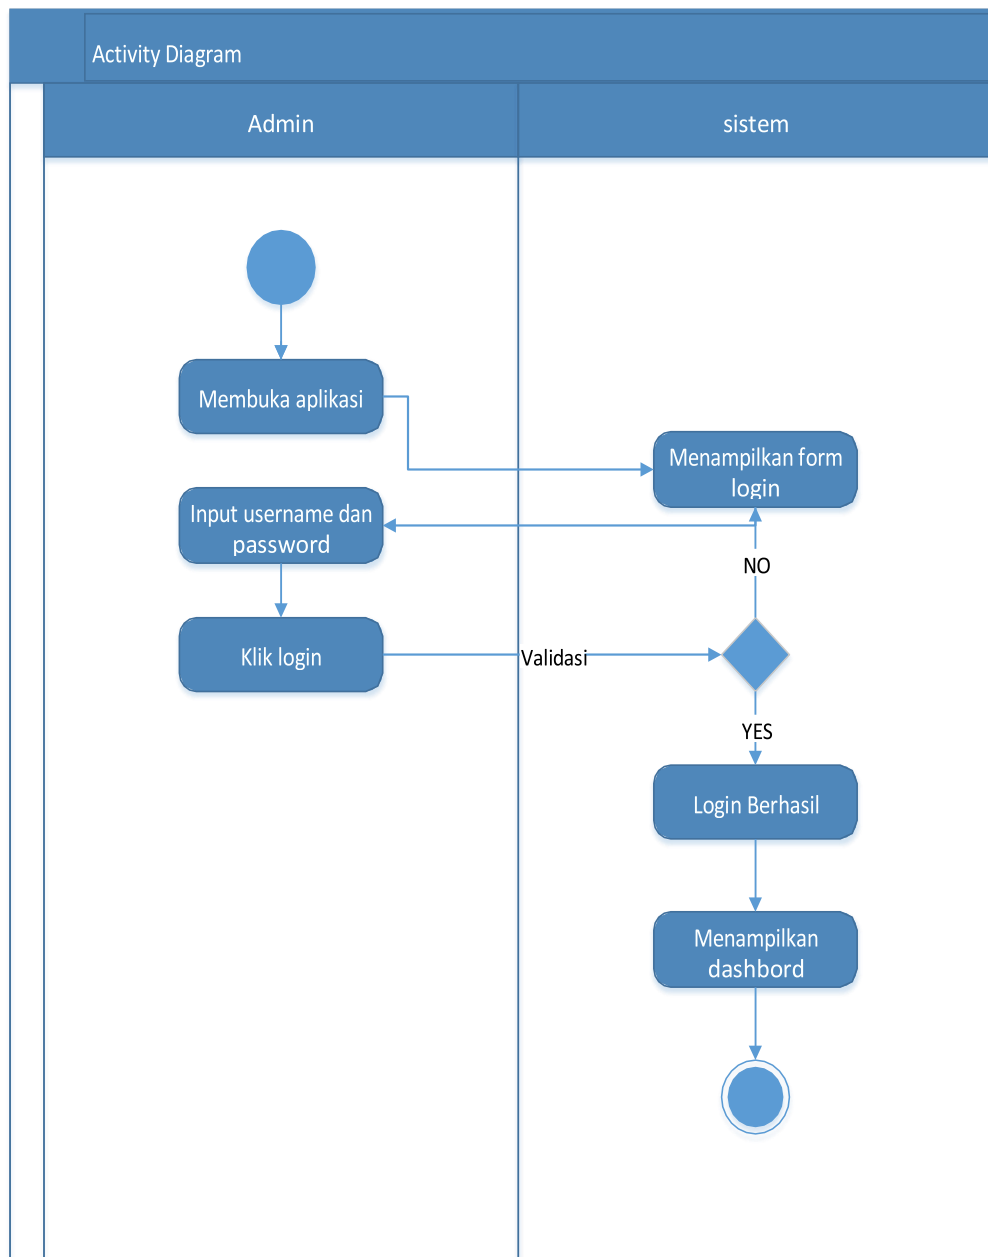 Activity Diagram
Admin
sistem
Membuka aplikasi
Menampilkan form
login
Input username dan
password
NO
Klik login
Validasi
YES
Login Berhasil
Menampilkan
dashbord